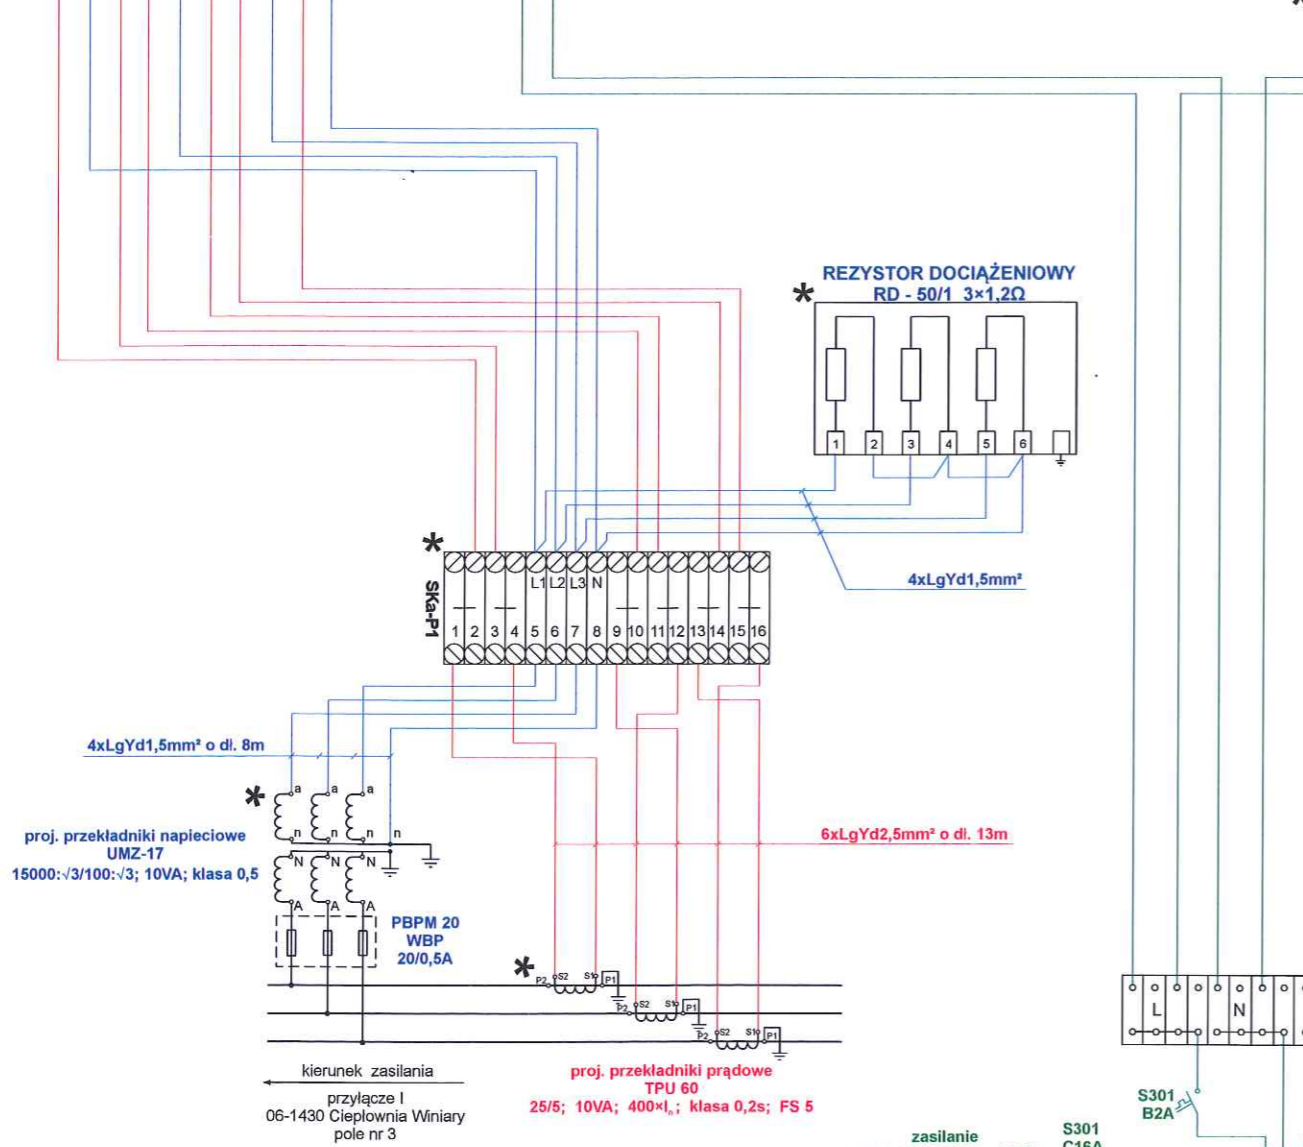 *
REZYSTOR DOCIĄŻENIOWY
* RD - 50/1 3×1,2Ω
1 2 3 4 5 6
*
SKa-P1
L1 L2 L3 N
1 2 3 4 5 6 7 8 9 10 11 12 13 14 15 16
4xLgYd1,5mm²
4xLgYd1,5mm² o dł. 8m
*
a a a
n n n n
N N N
A A A
proj. przekładniki napieciowe
UMZ-17
15000:√3/100:√3; 10VA; klasa 0,5
6xLgYd2,5mm² o dł. 13m
PBPM 20
WBP
20/0,5A
*
P2 S2 S1 P1
P2 S2 S1 P1
P2 S2 S1 P1
L N
kierunek zasilania
przyłącze I
06-1430 Ciepłownia Winiary
pole nr 3
proj. przekładniki prądowe
TPU 60
25/5; 10VA; 400×Iₙ; klasa 0,2s; FS 5
S301
B2A
zasilanie
S301
C16A